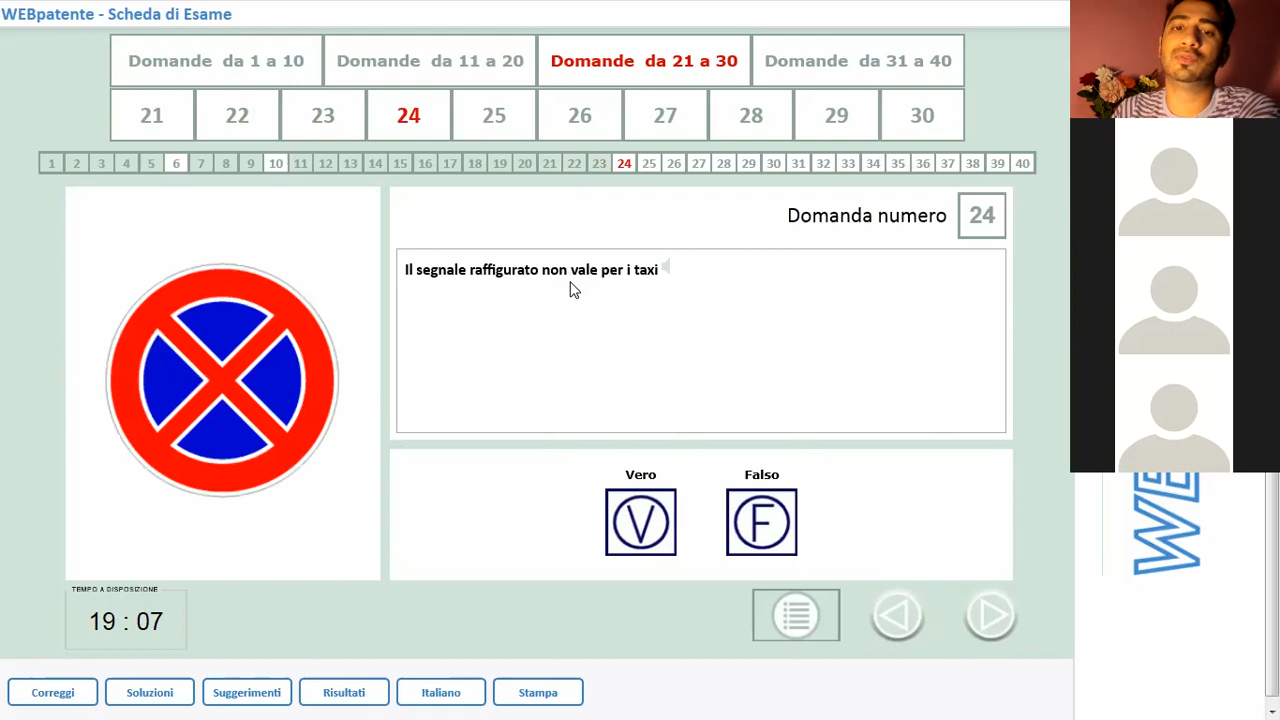 WEBpatente - Scheda di Esame
Domande da 1 a 10
Domande da 11 a 20
Domande da 21 a 30
Domande da 31 a 40
21 22 23 24 25 26 27 28 29 30
1 2 3 4 5 6 7 8 9 10 11 12 13 14 15 16 17 18 19 20 21 22 23 24 25 26 27 28 29 30 31 32 33 34 35 36 37 38 39 40
Domanda numero 24
Il segnale raffigurato non vale per i taxi
Vero Falso
V F
WE
TEMPO A DISPOSIZIONE
19 : 07
Correggi Soluzioni Suggerimenti Risultati Italiano Stampa